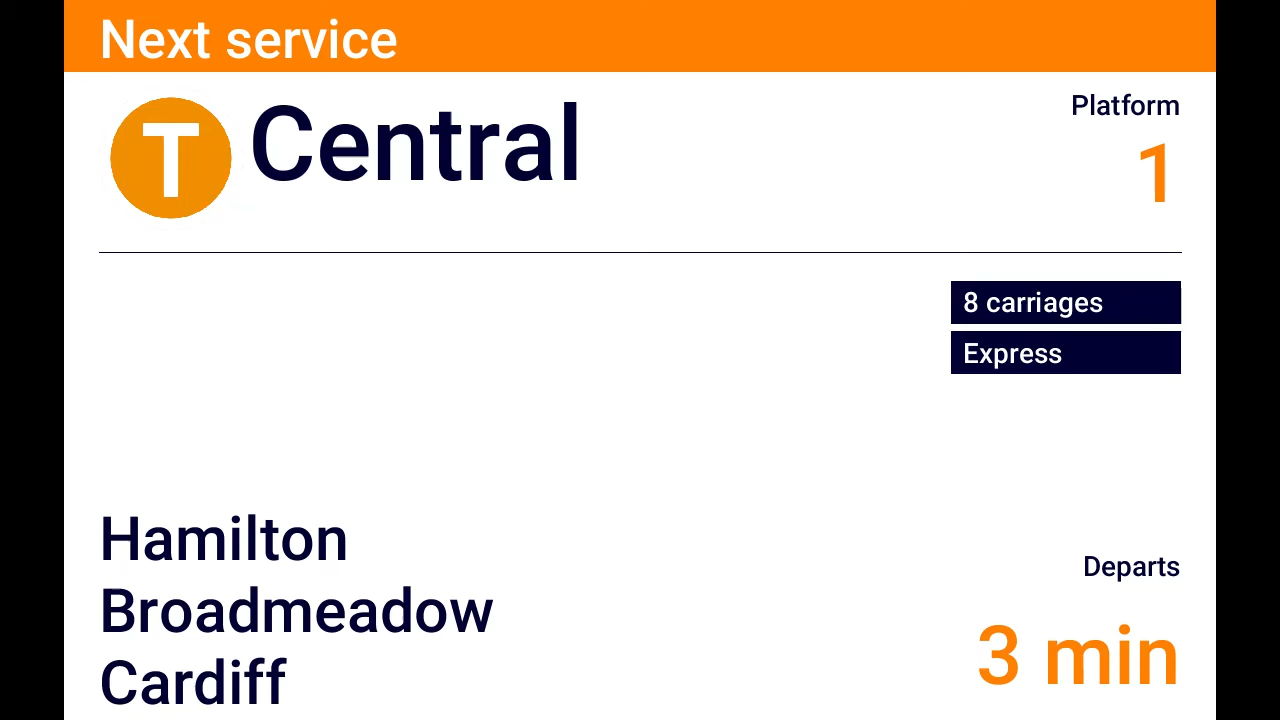 Next service
T Central
Platform
1
8 carriages
Express
Hamilton
Broadmeadow
Cardiff
Departs
3 min